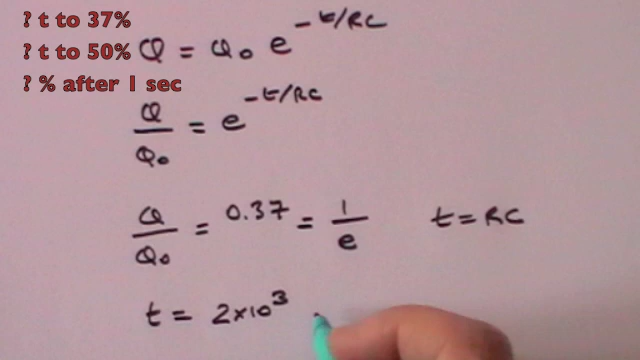 ? t to 37%
? t to 50%
? % after 1 sec
Q = Q₀ e^(-t/RC)
Q/Q₀ = e^(-t/RC)
Q/Q₀ = 0.37 = 1/e t = RC
t = 2×10³